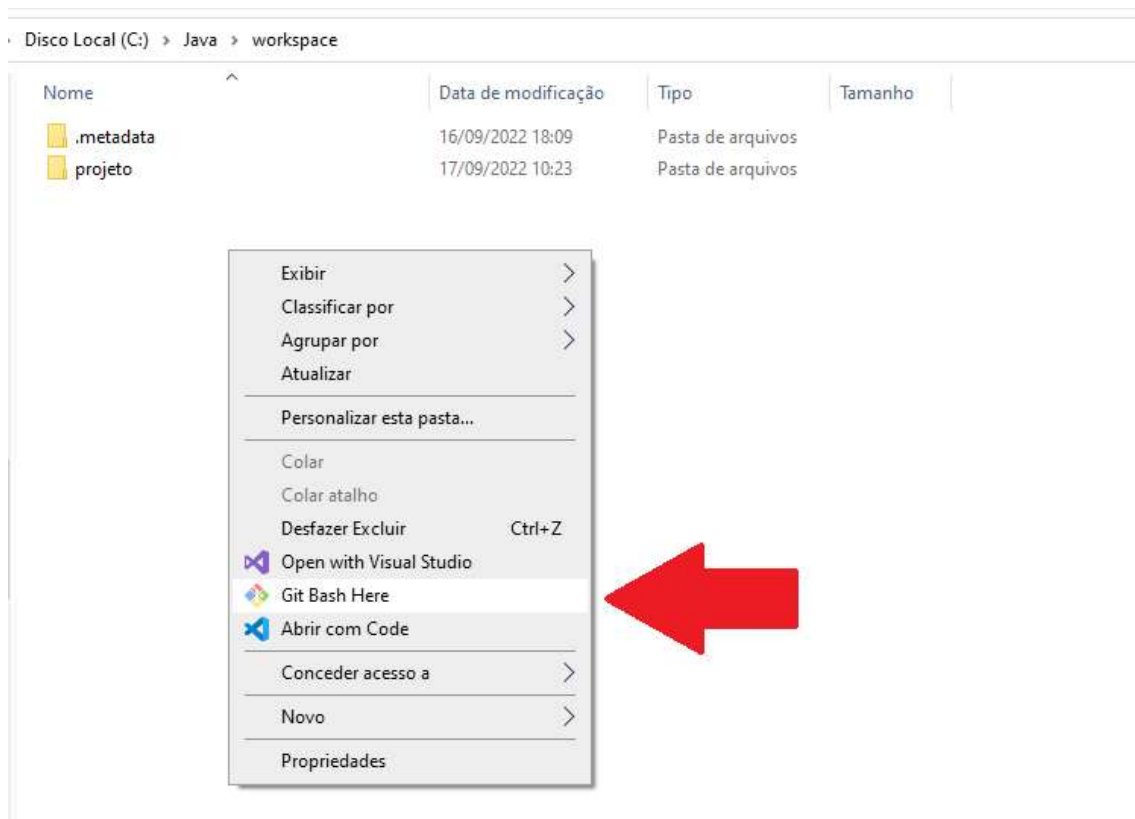 Disco Local (C:) > Java > workspace
Nome Data de modificação Tipo Tamanho
.metadata 16/09/2022 18:09 Pasta de arquivos
projeto 17/09/2022 10:23 Pasta de arquivos
Exibir
Classificar por
Agrupar por
Atualizar
Personalizar esta pasta...
Colar
Colar atalho
Desfazer Excluir Ctrl+Z
Open with Visual Studio
Git Bash Here
Abrir com Code
Conceder acesso a
Novo
Propriedades